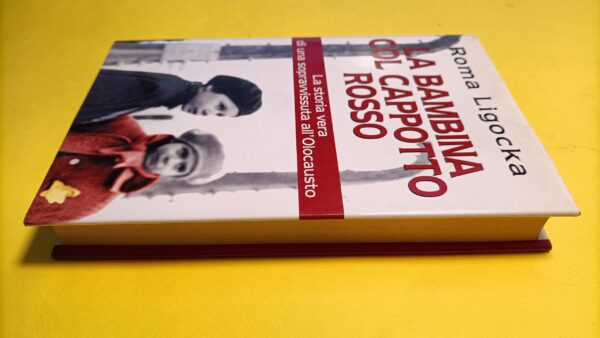 Roma Ligocka
LA BAMBINA
COL CAPPOTTO
ROSSO
La storia vera
di una sopravvissuta all'Olocausto